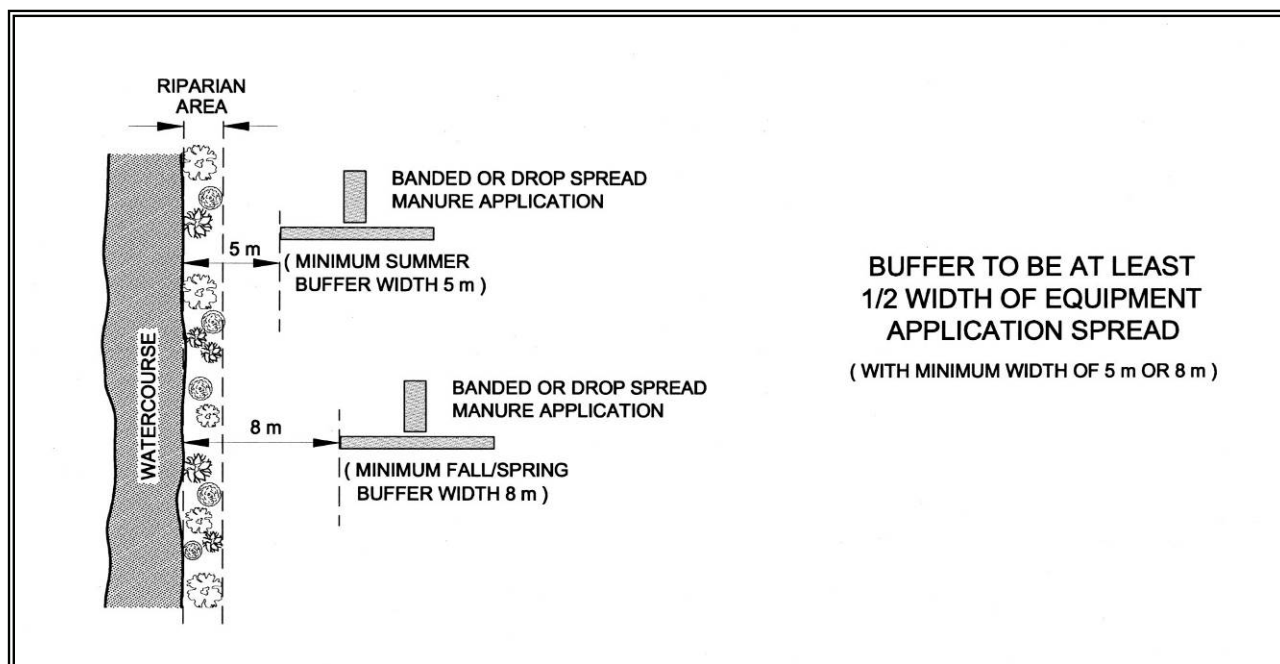 RIPARIAN
AREA
BANDED OR DROP SPREAD
MANURE APPLICATION
5 m
( MINIMUM SUMMER
BUFFER WIDTH 5 m )
BUFFER TO BE AT LEAST
1/2 WIDTH OF EQUIPMENT
APPLICATION SPREAD
( WITH MINIMUM WIDTH OF 5 m OR 8 m )
WATERCOURSE
BANDED OR DROP SPREAD
MANURE APPLICATION
8 m
( MINIMUM FALL/SPRING
BUFFER WIDTH 8 m )